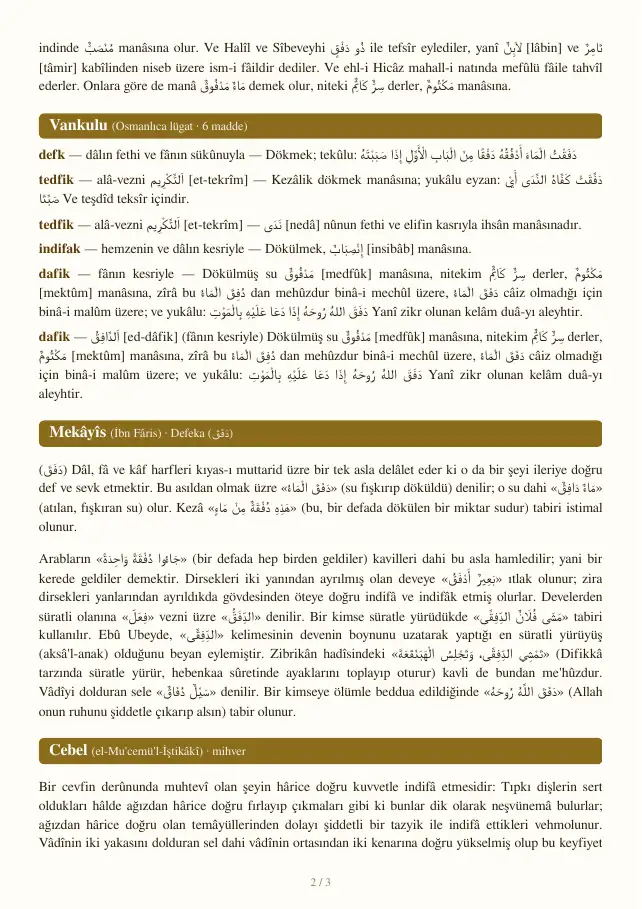 indinde مُنْصَبٌّ manâsına olur. Ve Halîl ve Sîbeveyhi ذُو دَفْقٍ ile tefsîr eylediler, yanî لَابِنٌ [lâbin] ve تَامِرٌ
[tâmir] kabîlinden niseb üzere ism-i fâildir dediler. Ve ehl-i Hicâz mahall-i natında mefûlü fâile tahvîl
ederler. Onlara göre de manâ مَاءٌ مَدْفُوقٌ demek olur, niteki سِرٌّ كَاتِمٌ derler, مَكْتُومٌ manâsına.
Vankulu (Osmanlıca lügat · 6 madde)
defk — dâlın fethi ve fânın sükûnuyla — Dökmek; tekûlu: دَفَقْتُ الْمَاءَ أَدْفُقُهُ دَفْقًا مِنَ الْبَابِ الْأَوَّلِ إِذَا صَبَبْتَهُ
tedfik — alâ-vezni اَلتَّكْرِيم [et-tekrîm] — Kezâlik dökmek manâsına; yukâlu eyzan: دَفَّقَتْ كَفَّاهُ النَّدَى أَيْ
صَبَّتَا Ve teşdîd teksîr içindir.
tedfik — alâ-vezni اَلتَّكْرِيم [et-tekrîm] — نَدَى [nedâ] nûnun fethi ve elifin kasrıyla ihsân manâsınadır.
indifak — hemzenin ve dâlın kesriyle — Dökülmek, إِنْصِبَابٌ [insibâb] manâsına.
dafik — fânın kesriyle — Dökülmüş su مَدْفُوقٌ [medfûk] manâsına, nitekim سِرٌّ كَاتِمٌ derler, مَكْتُومٌ
[mektûm] manâsına, zîrâ bu دُفِقَ الْمَاءُ dan mehûzdur binâ-i mechûl üzere, دَفَقَ الْمَاءُ câiz olmadığı için
binâ-i malûm üzere; ve yukâlu: دَفَقَ اللهُ رُوحَهُ إِذَا دَعَا عَلَيْهِ بِالْمَوْتِ Yanî zikr olunan kelâm duâ-yı aleyhtir.
dafik — اَلدَّافِقُ [ed-dâfik] (fânın kesriyle) Dökülmüş su مَدْفُوقٌ [medfûk] manâsına, nitekim سِرٌّ كَاتِمٌ derler,
مَكْتُومٌ [mektûm] manâsına, zîrâ bu دُفِقَ الْمَاءُ dan mehûzdur binâ-i mechûl üzere, دَفَقَ الْمَاءُ câiz olmadığı
için binâ-i malûm üzere; ve yukâlu: دَفَقَ اللهُ رُوحَهُ إِذَا دَعَا عَلَيْهِ بِالْمَوْتِ Yanî zikr olunan kelâm duâ-yı
aleyhtir.
Mekâyîs (İbn Fâris) · Defeka (دَفَقَ)
(دَفَقَ) Dâl, fâ ve kâf harfleri kıyas-ı muttarid üzre bir tek asla delâlet eder ki o da bir şeyi ileriye doğru
def ve sevk etmektir. Bu asıldan olmak üzre «دَفَقَ الْمَاءُ» (su fışkırıp döküldü) denilir; o su dahi «مَاءٌ دَافِقٌ»
(atılan, fışkıran su) olur. Kezâ «هَذِهِ دُفْقَةٌ مِنْ مَاءٍ» (bu, bir defada dökülen bir miktar sudur) tabiri istimal
olunur.
Arabların «جَاءُوا دُفْقَةً وَاحِدَةً» (bir defada hep birden geldiler) kavilleri dahi bu asla hamledilir; yani bir
kerede geldiler demektir. Dirsekleri iki yanından ayrılmış olan deveye «بَعِيرٌ أَدْفَقُ» ıtlak olunur; zira
dirsekleri yanlarından ayrıldıkda gövdesinden öteye doğru indifâ ve indifâk etmiş olurlar. Develerden
süratli olanına «فِعَلّ» vezni üzre «الدِّفَقُّ» denilir. Bir kimse süratle yürüdükde «مَشَى فُلَانٌ الدِّفِقَّى» tabiri
kullanılır. Ebû Ubeyde, «الدِّفِقَّى» kelimesinin devenin boynunu uzatarak yaptığı en süratli yürüyüş
(aksâ'l-anak) olduğunu beyan eylemiştir. Zibrikân hadîsindeki «تَمْشِي الدِّفِقَّى، وَتَجْلِسُ الْهَبَنْقَعَةَ» (Difikkâ
tarzında süratle yürür, hebenkaa sûretinde ayaklarını toplayıp oturur) kavli de bundan me'hûzdur.
Vâdîyi dolduran sele «سَيْلٌ دُفَاقٌ» denilir. Bir kimseye ölümle beddua edildiğinde «دَفَقَ اللَّهُ رُوحَهُ» (Allah
onun ruhunu şiddetle çıkarıp alsın) tabir olunur.
Cebel (el-Mu'cemü'l-İştikâkî) · mihver
Bir cevfin derûnunda muhtevî olan şeyin hârice doğru kuvvetle indifâ etmesidir: Tıpkı dişlerin sert
oldukları hâlde ağızdan hârice doğru fırlayıp çıkmaları gibi ki bunlar dik olarak neşvünemâ bulurlar;
ağızdan hârice doğru olan temâyüllerinden dolayı şiddetli bir tazyik ile indifâ ettikleri vehmolunur.
Vâdînin iki yakasını dolduran sel dahi vâdînin ortasından iki kenarına doğru yükselmiş olup bu keyfiyet
2 / 3